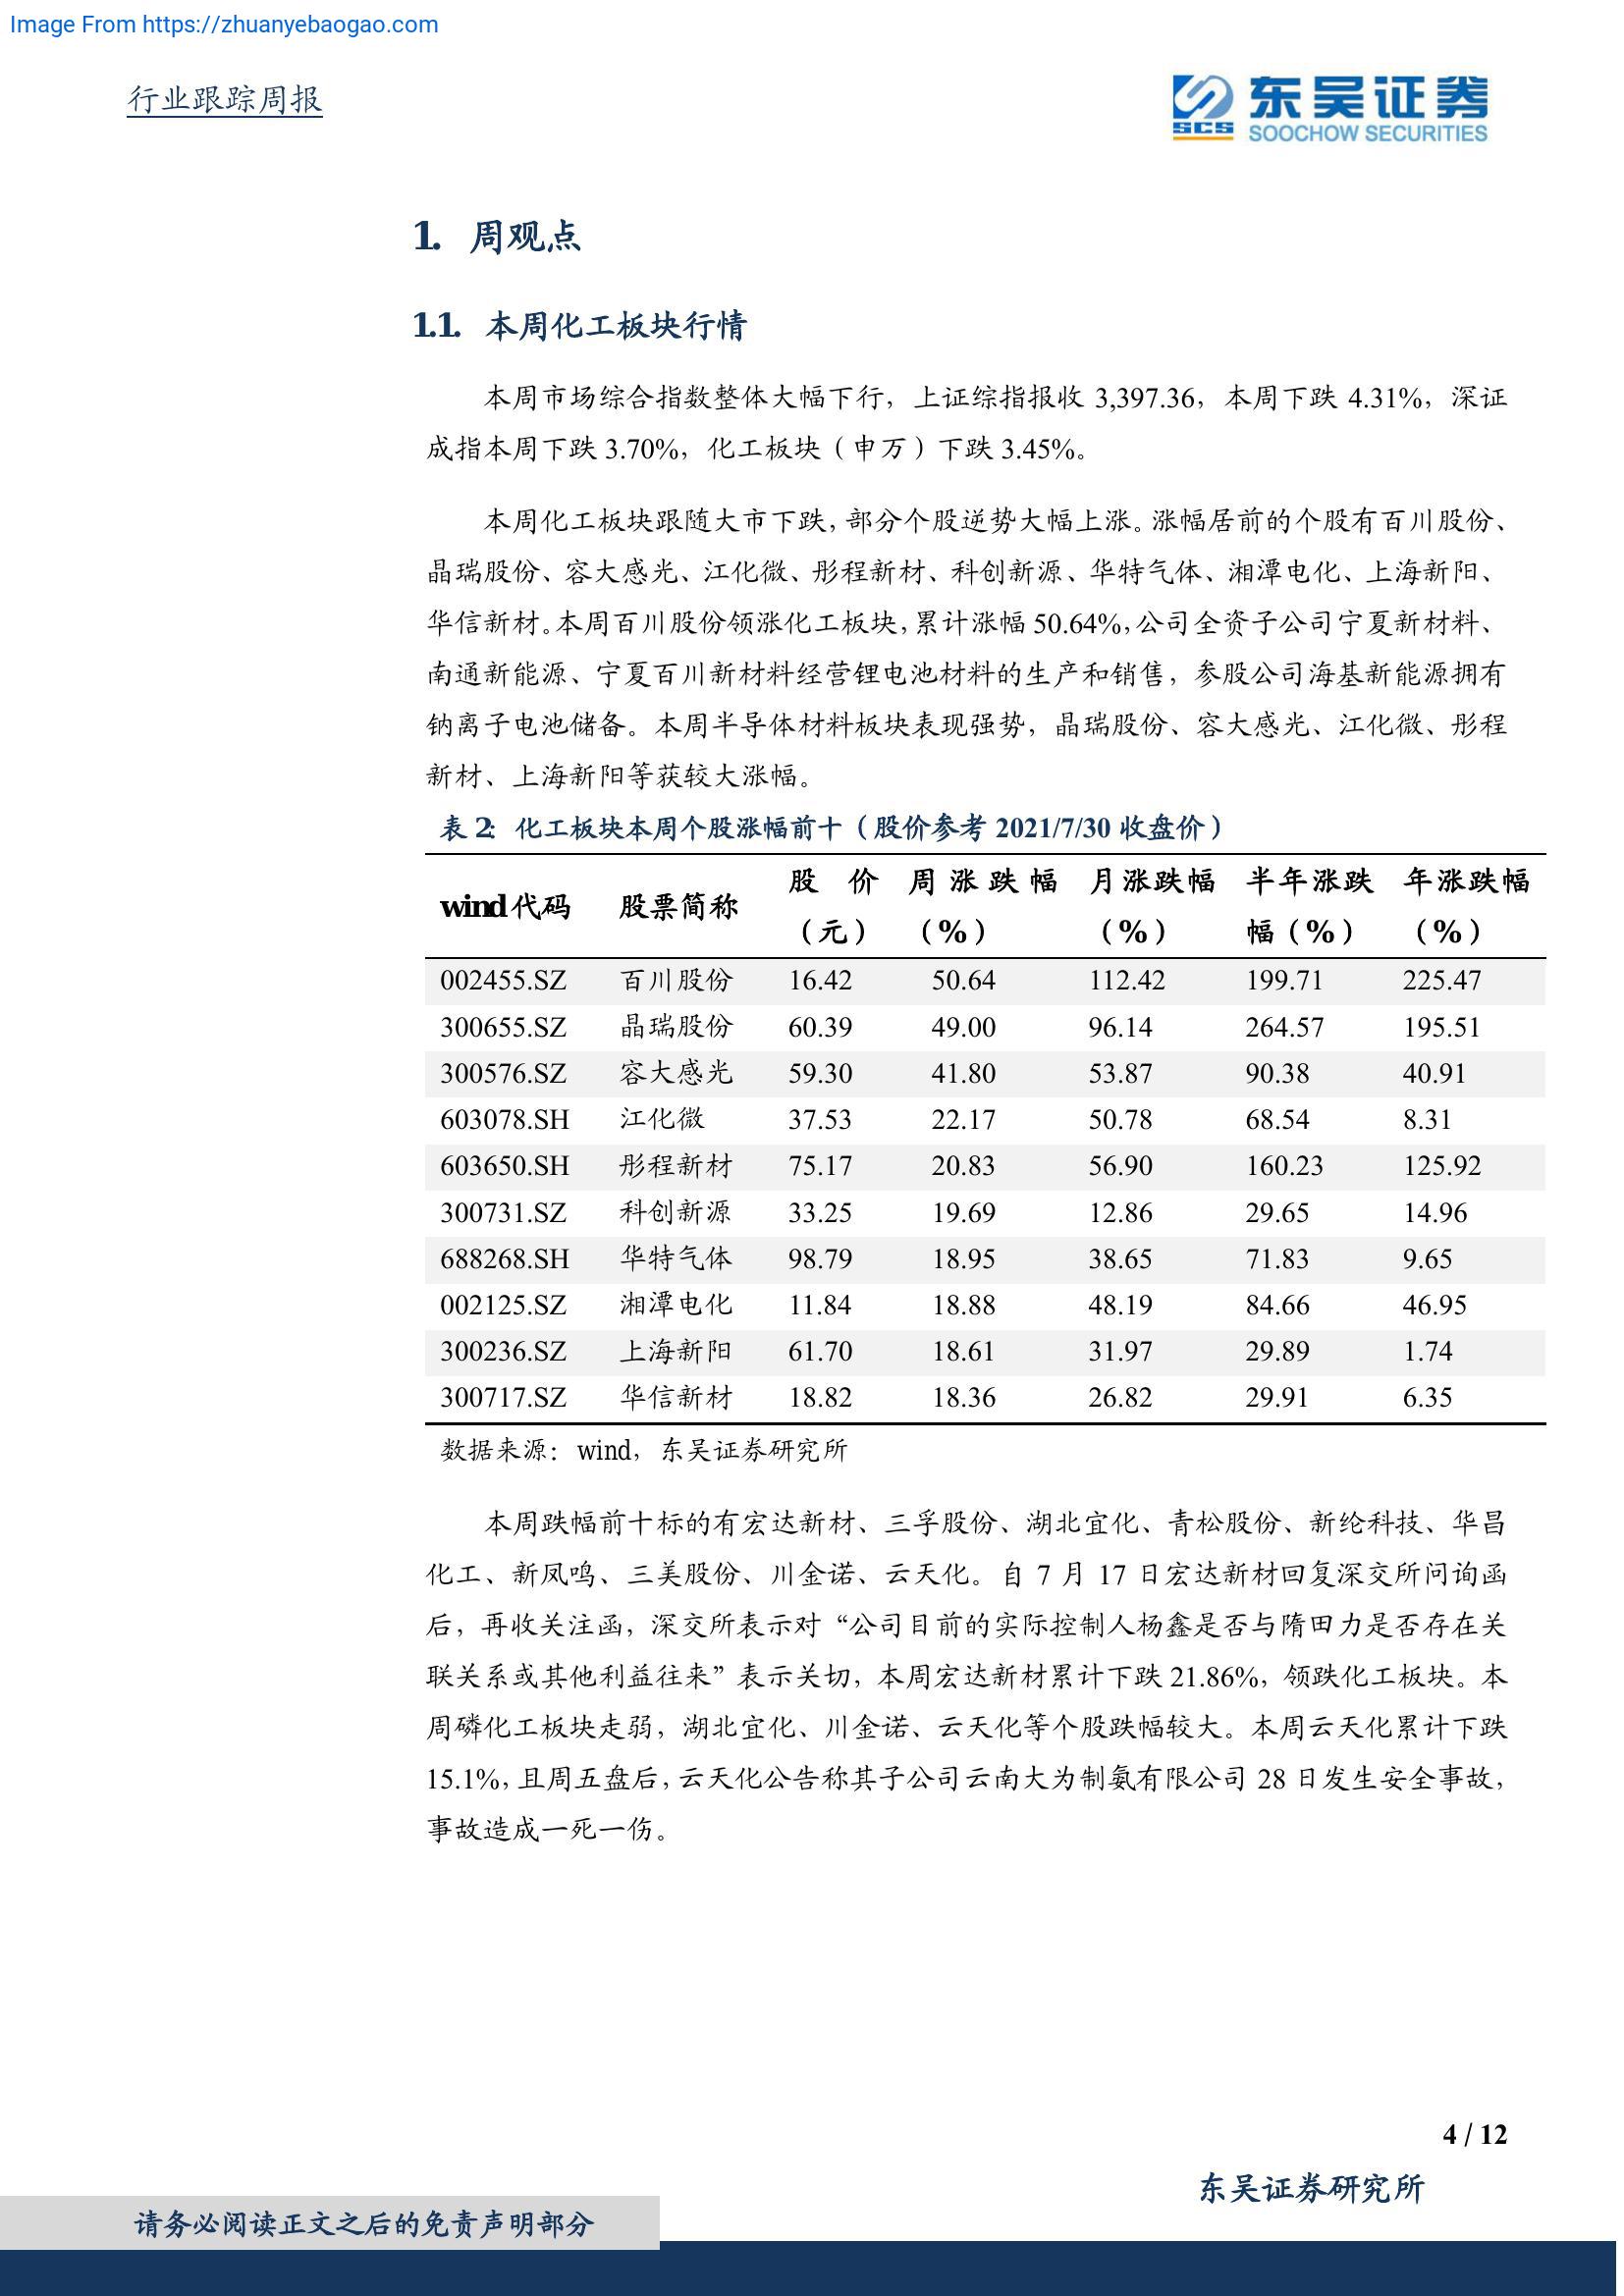 Image From https://zhuanyebaogao.com
行业跟踪周报
SCS
东吴证券
SOOCHOW SECURITIES
1. 周观点
1.1. 本周化工板块行情
本周市场综合指数整体大幅下行，上证综指报收 3,397.36，本周下跌 4.31%，深证
成指本周下跌 3.70%，化工板块（申万）下跌 3.45%。
本周化工板块跟随大市下跌，部分个股逆势大幅上涨。涨幅居前的个股有百川股份、
晶瑞股份、容大感光、江化微、彤程新材、科创新源、华特气体、湘潭电化、上海新阳、
华信新材。本周百川股份领涨化工板块，累计涨幅 50.64%，公司全资子公司宁夏新材料、
南通新能源、宁夏百川新材料经营锂电池材料的生产和销售，参股公司海基新能源拥有
钠离子电池储备。本周半导体材料板块表现强势，晶瑞股份、容大感光、江化微、彤程
新材、上海新阳等获较大涨幅。
表 2：化工板块本周个股涨幅前十（股价参考 2021/7/30 收盘价）
wind 代码 股票简称 股价（元） 周涨跌幅（%） 月涨跌幅（%） 半年涨跌幅（%） 年涨跌幅（%）
002455.SZ 百川股份 16.42 50.64 112.42 199.71 225.47
300655.SZ 晶瑞股份 60.39 49.00 96.14 264.57 195.51
300576.SZ 容大感光 59.30 41.80 53.87 90.38 40.91
603078.SH 江化微 37.53 22.17 50.78 68.54 8.31
603650.SH 彤程新材 75.17 20.83 56.90 160.23 125.92
300731.SZ 科创新源 33.25 19.69 12.86 29.65 14.96
688268.SH 华特气体 98.79 18.95 38.65 71.83 9.65
002125.SZ 湘潭电化 11.84 18.88 48.19 84.66 46.95
300236.SZ 上海新阳 61.70 18.61 31.97 29.89 1.74
300717.SZ 华信新材 18.82 18.36 26.82 29.91 6.35
数据来源：wind，东吴证券研究所
本周跌幅前十标的有宏达新材、三孚股份、湖北宜化、青松股份、新纶科技、华昌
化工、新凤鸣、三美股份、川金诺、云天化。自 7 月 17 日宏达新材回复深交所问询函
后，再收关注函，深交所表示对“公司目前的实际控制人杨鑫是否与隋田力是否存在关
联关系或其他利益往来”表示关切，本周宏达新材累计下跌 21.86%，领跌化工板块。本
周磷化工板块走弱，湖北宜化、川金诺、云天化等个股跌幅较大。本周云天化累计下跌
15.1%，且周五盘后，云天化公告称其子公司云南大为制氨有限公司 28 日发生安全事故，
事故造成一死一伤。
4 / 12
东吴证券研究所
请务必阅读正文之后的免责声明部分